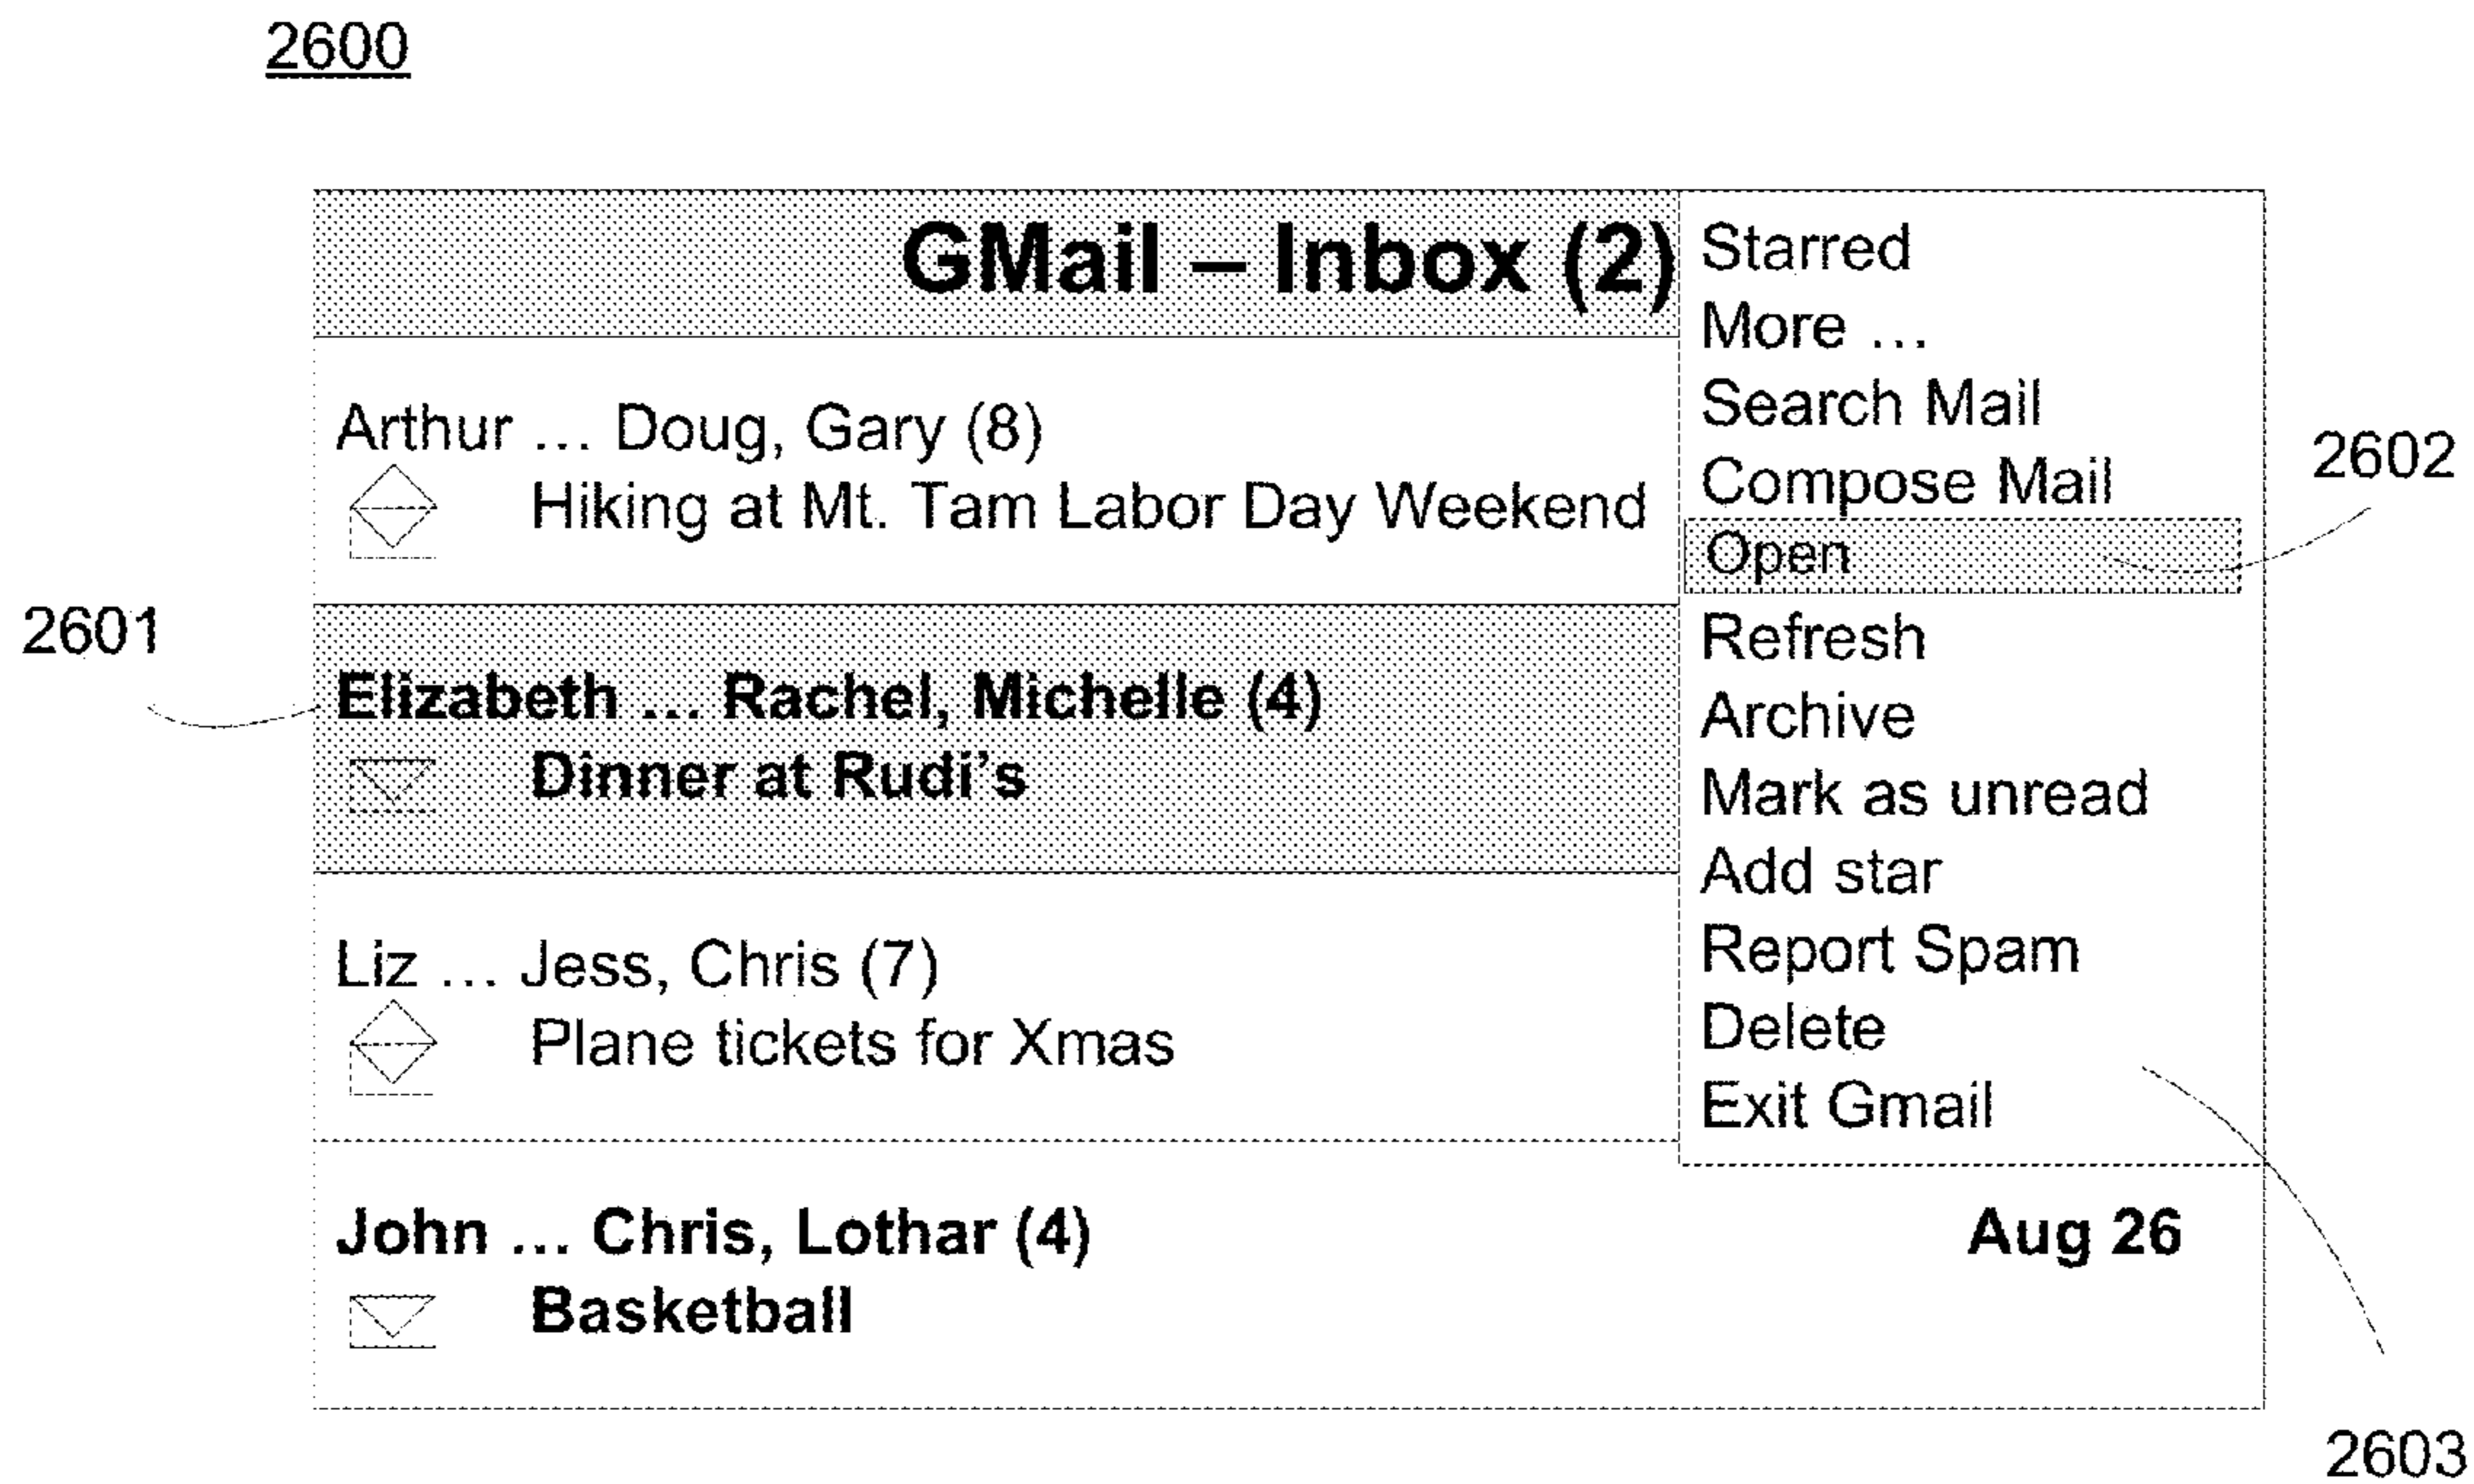 2600
GMail – Inbox (2)
Arthur ... Doug, Gary (8)
Hiking at Mt. Tam Labor Day Weekend
2601
Elizabeth ... Rachel, Michelle (4)
Dinner at Rudi's
Liz ... Jess, Chris (7)
Plane tickets for Xmas
John ... Chris, Lothar (4)
Aug 26
Basketball
Starred
More ...
Search Mail
Compose Mail
Open
Refresh
Archive
Mark as unread
Add star
Report Spam
Delete
Exit Gmail
2602
2603